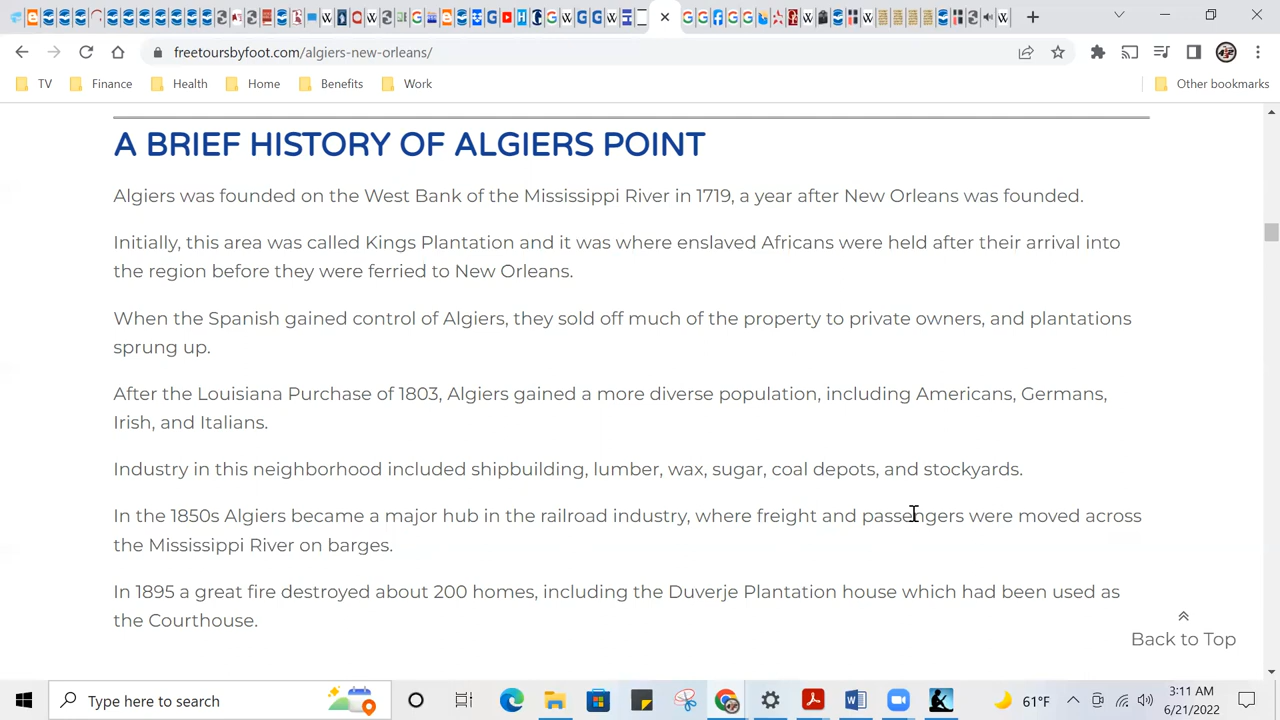 freetoursbyfoot.com/algiers-new-orleans/
TV Finance Health Home Benefits Work Other bookmarks
A BRIEF HISTORY OF ALGIERS POINT
Algiers was founded on the West Bank of the Mississippi River in 1719, a year after New Orleans was founded.
Initially, this area was called Kings Plantation and it was where enslaved Africans were held after their arrival into
the region before they were ferried to New Orleans.
When the Spanish gained control of Algiers, they sold off much of the property to private owners, and plantations
sprung up.
After the Louisiana Purchase of 1803, Algiers gained a more diverse population, including Americans, Germans,
Irish, and Italians.
Industry in this neighborhood included shipbuilding, lumber, wax, sugar, coal depots, and stockyards.
In the 1850s Algiers became a major hub in the railroad industry, where freight and passengers were moved across
the Mississippi River on barges.
In 1895 a great fire destroyed about 200 homes, including the Duverje Plantation house which had been used as
the Courthouse.
Back to Top
Type here to search
61°F
3:11 AM
6/21/2022